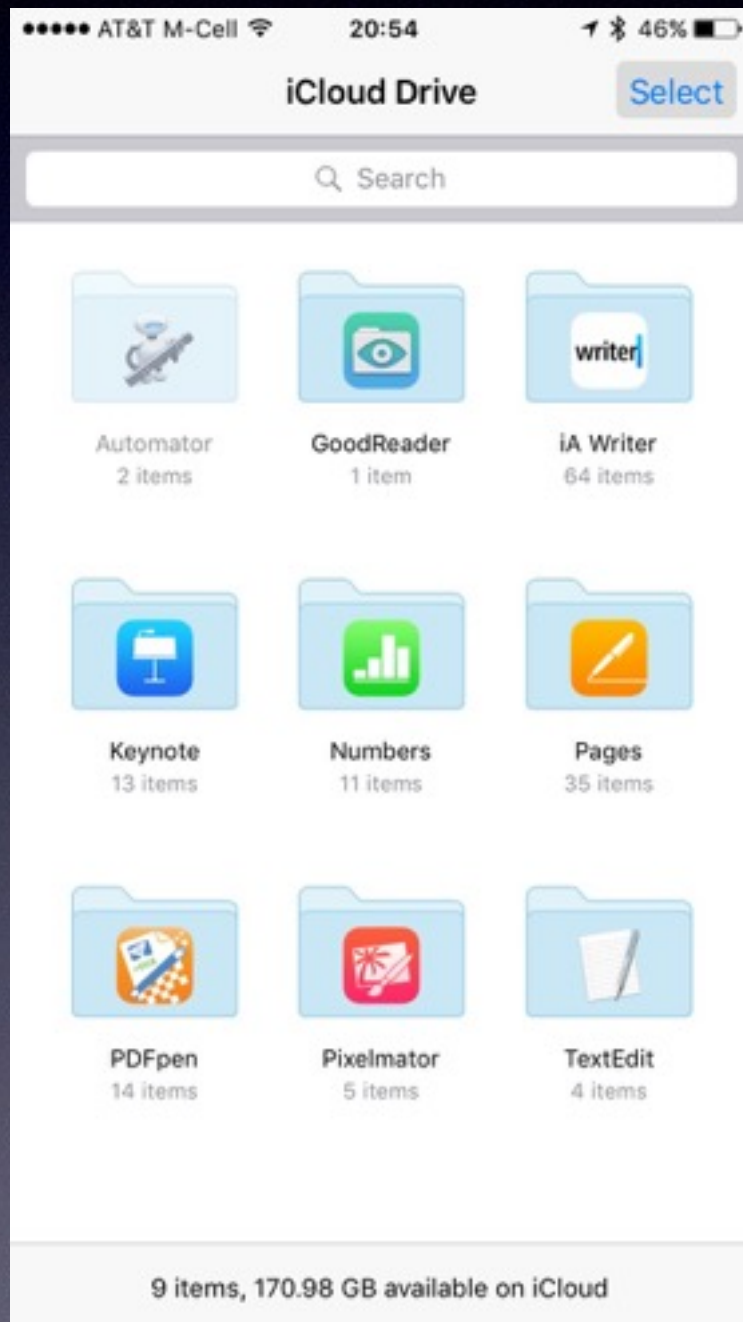 AT&T M-Cell 20:54 46%
iCloud Drive Select
Search
writer
Automator GoodReader iA Writer
2 items 1 item 64 items
Keynote Numbers Pages
13 items 11 items 35 items
PDFpen Pixelmator TextEdit
14 items 5 items 4 items
9 items, 170.98 GB available on iCloud